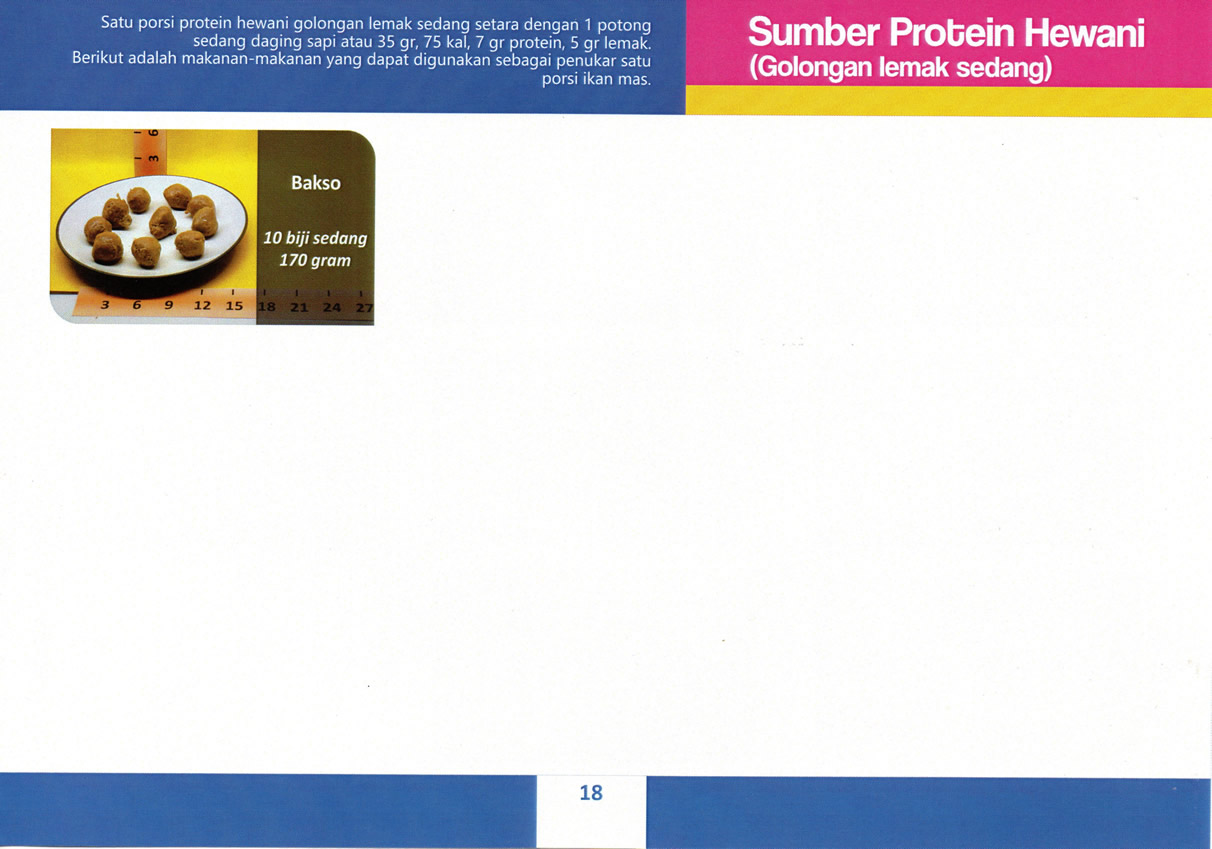 Satu porsi protein hewani golongan lemak sedang setara dengan 1 potong
sedang daging sapi atau 35 gr, 75 kal, 7 gr protein, 5 gr lemak.
Berikut adalah makanan-makanan yang dapat digunakan sebagai penukar satu
porsi ikan mas.
Sumber Protein Hewani
(Golongan lemak sedang)
6
3
Bakso
10 biji sedang
170 gram
3 6 9 12 15 18 21 24 27
18